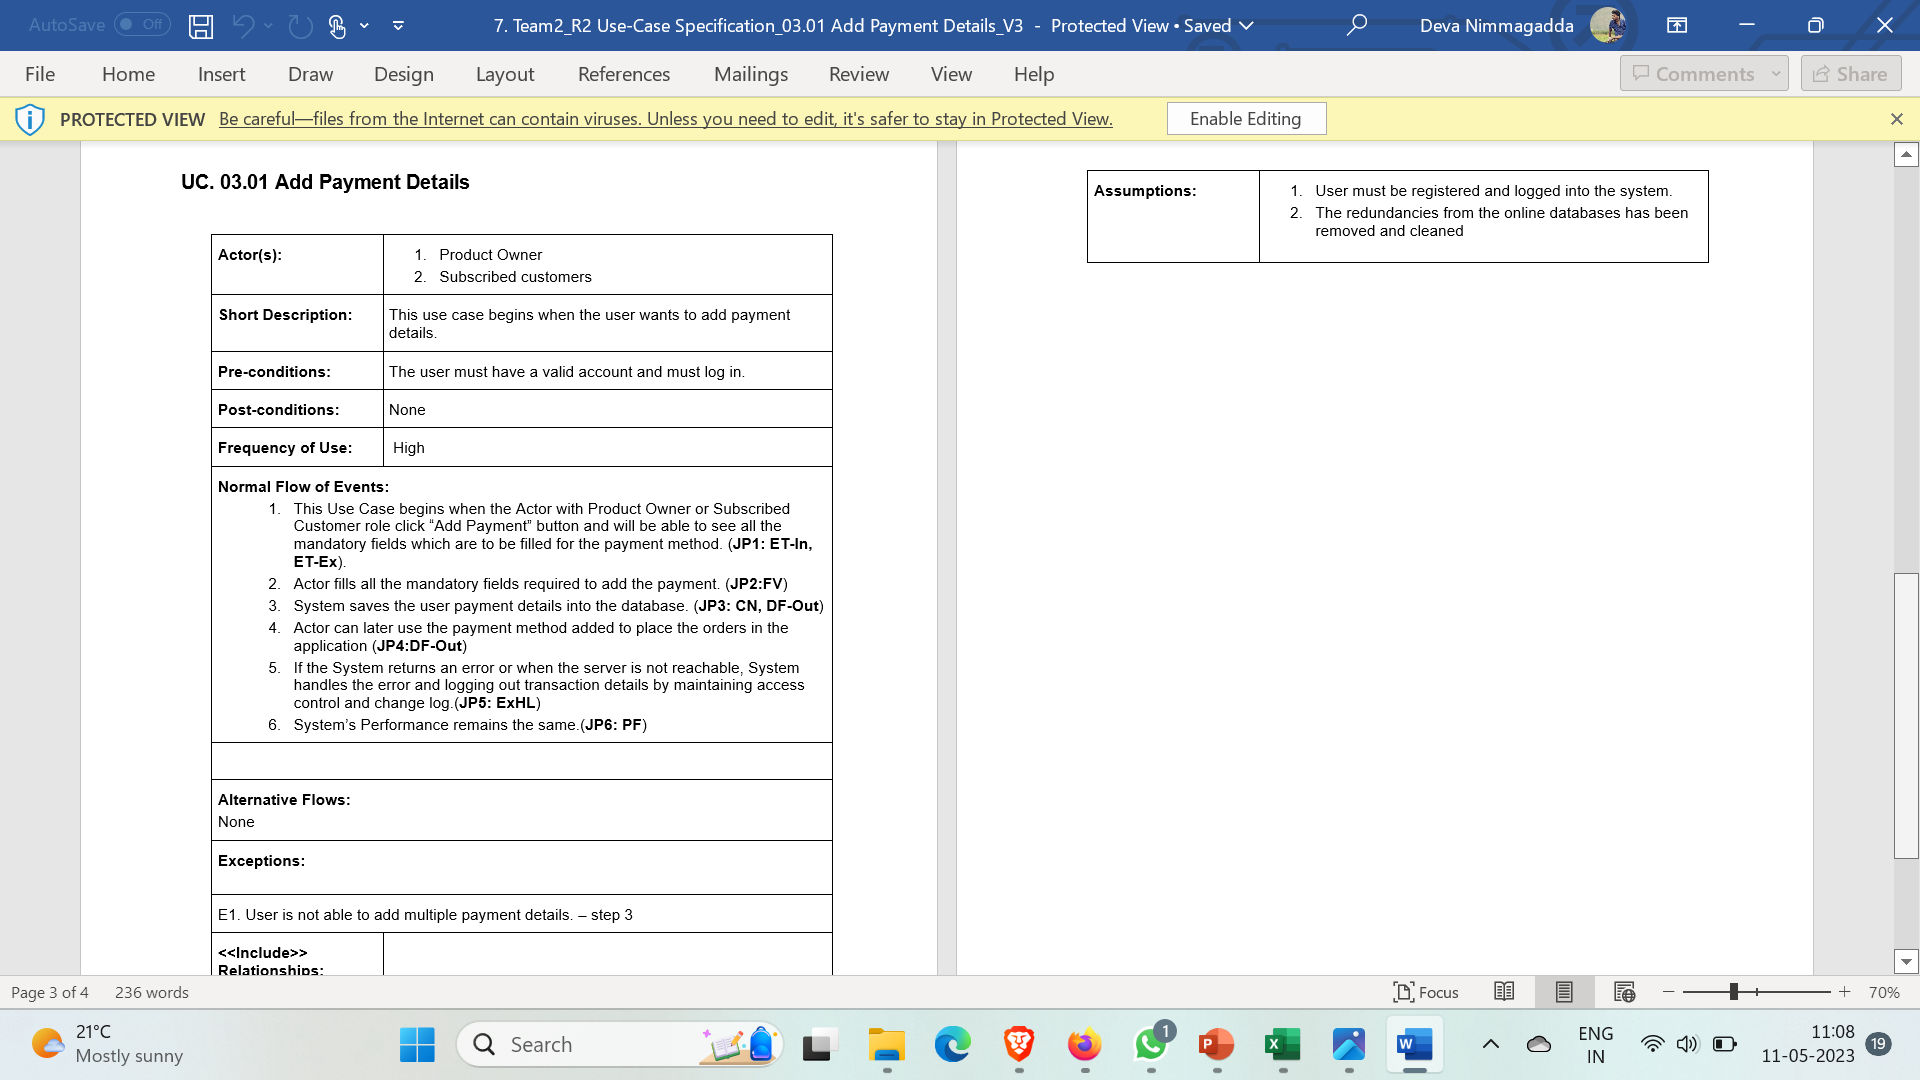 AutoSave Off
7. Team2_R2 Use-Case Specification_03.01 Add Payment Details_V3 - Protected View • Saved
Deva Nimmagadda
File Home Insert Draw Design Layout References Mailings Review View Help
Comments Share
PROTECTED VIEW Be careful—files from the Internet can contain viruses. Unless you need to edit, it's safer to stay in Protected View. Enable Editing
UC. 03.01 Add Payment Details
Actor(s):
1. Product Owner
2. Subscribed customers
Short Description:
This use case begins when the user wants to add payment
details.
Pre-conditions: The user must have a valid account and must log in.
Post-conditions: None
Frequency of Use: High
Normal Flow of Events:
1. This Use Case begins when the Actor with Product Owner or Subscribed
Customer role click “Add Payment” button and will be able to see all the
mandatory fields which are to be filled for the payment method. (JP1: ET-In,
ET-Ex).
2. Actor fills all the mandatory fields required to add the payment. (JP2:FV)
3. System saves the user payment details into the database. (JP3: CN, DF-Out)
4. Actor can later use the payment method added to place the orders in the
application (JP4:DF-Out)
5. If the System returns an error or when the server is not reachable, System
handles the error and logging out transaction details by maintaining access
control and change log.(JP5: ExHL)
6. System’s Performance remains the same.(JP6: PF)
Alternative Flows:
None
Exceptions:
E1. User is not able to add multiple payment details. – step 3
<<Include>>
Relationships:
Assumptions:
1. User must be registered and logged into the system.
2. The redundancies from the online databases has been
removed and cleaned
Page 3 of 4 236 words
Focus
70%
21°C
Mostly sunny
Search
1
P
X
W
ENG
IN
11:08
11-05-2023
19